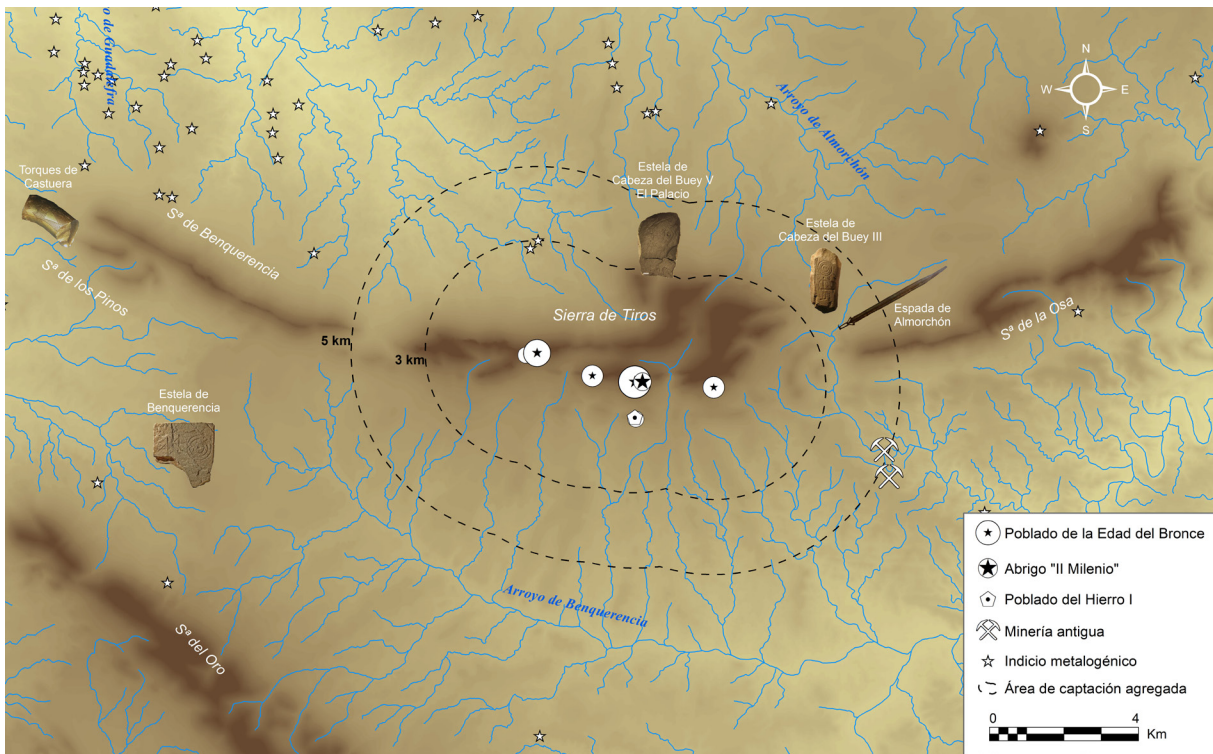 yo de Guadalefra
Arroyo de Almorchón
N
W
E
S
Torques de
Castuera
Estela de
Cabeza del Buey V
El Palacio
Estela de
Cabeza del Buey III
Sª de Benquerencia
Sª de los Pinos
Sierra de Tiros
Espada de
Almorchón
Sª de la Osa
5 km
3 km
Estela de
Benquerencia
Arroyo de Benquerencia
Sª del Oro
Poblado de la Edad del Bronce
Abrigo "II Milenio"
Poblado del Hierro I
Minería antigua
Indicio metalogénico
Área de captación agregada
0
4
Km